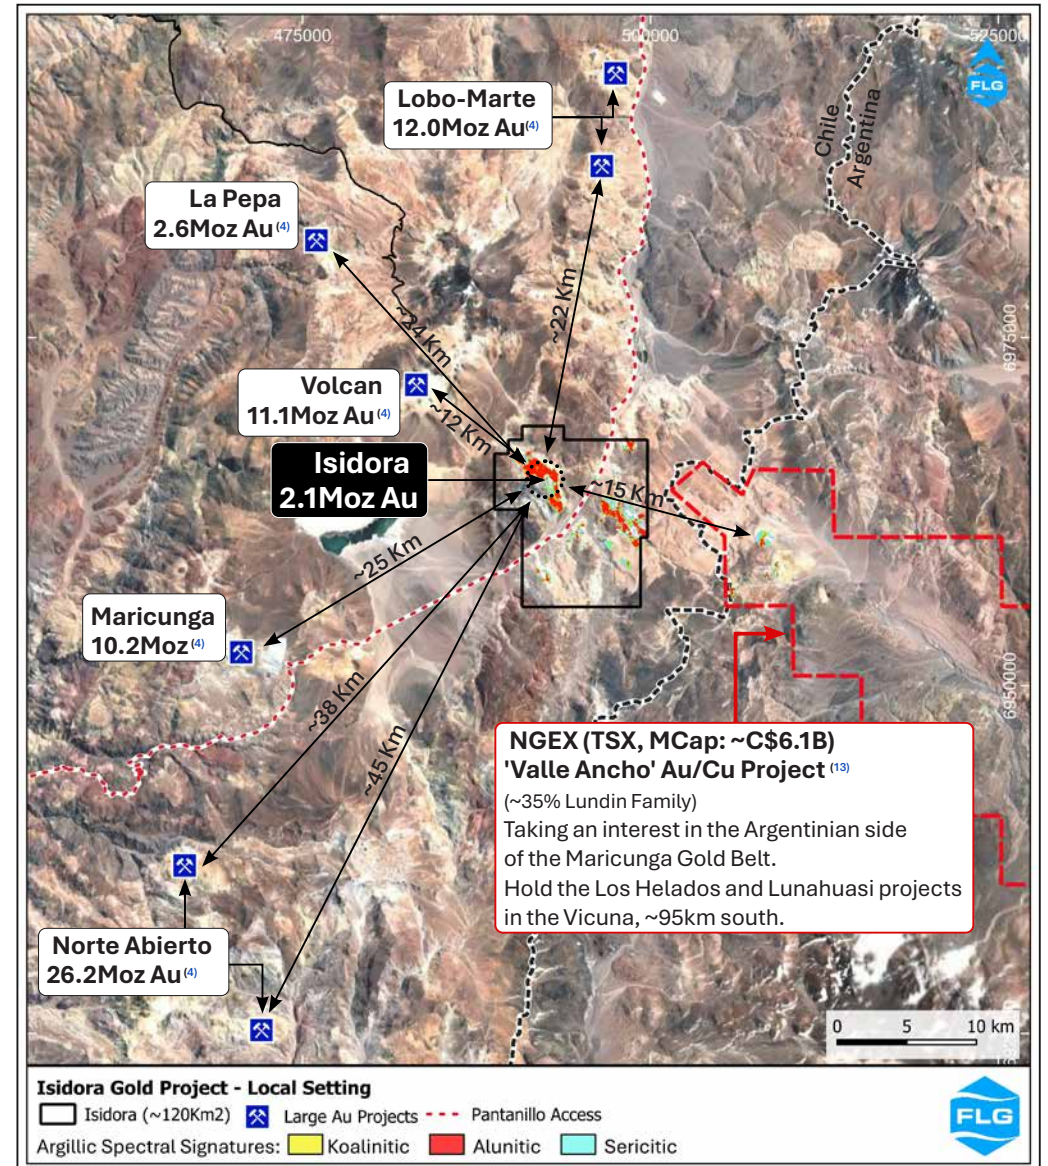 475000
500000
525000
FLG
Lobo-Marte
12.0Moz Au(4)
Chile
Argentina
La Pepa
2.6Moz Au(4)
~22 Km
~24 Km
6975000
Volcan
11.1Moz Au(4)
~12 Km
Isidora
2.1Moz Au
~15 Km
~25 Km
Maricunga
10.2Moz(4)
6950000
~38 Km
~45 Km
NGEX (TSX, MCap: ~C$6.1B)
'Valle Ancho' Au/Cu Project (13)
(~35% Lundin Family)
Taking an interest in the Argentinian side
of the Maricunga Gold Belt.
Hold the Los Helados and Lunahuasi projects
in the Vicuna, ~95km south.
Norte Abierto
26.2Moz Au(4)
0 5 10 km
Isidora Gold Project - Local Setting
Isidora (~120Km2) Large Au Projects Pantanillo Access
Argillic Spectral Signatures: Koalinitic Alunitic Sericitic
FLG